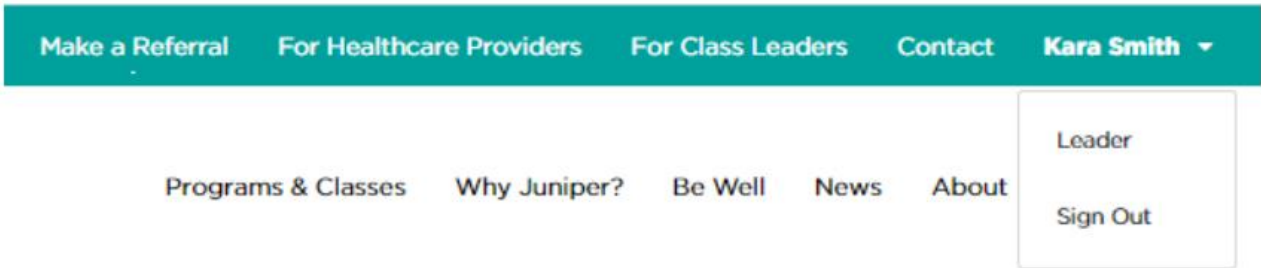 Make a Referral For Healthcare Providers For Class Leaders Contact Kara Smith
Leader
Programs & Classes Why Juniper? Be Well News About
Sign Out